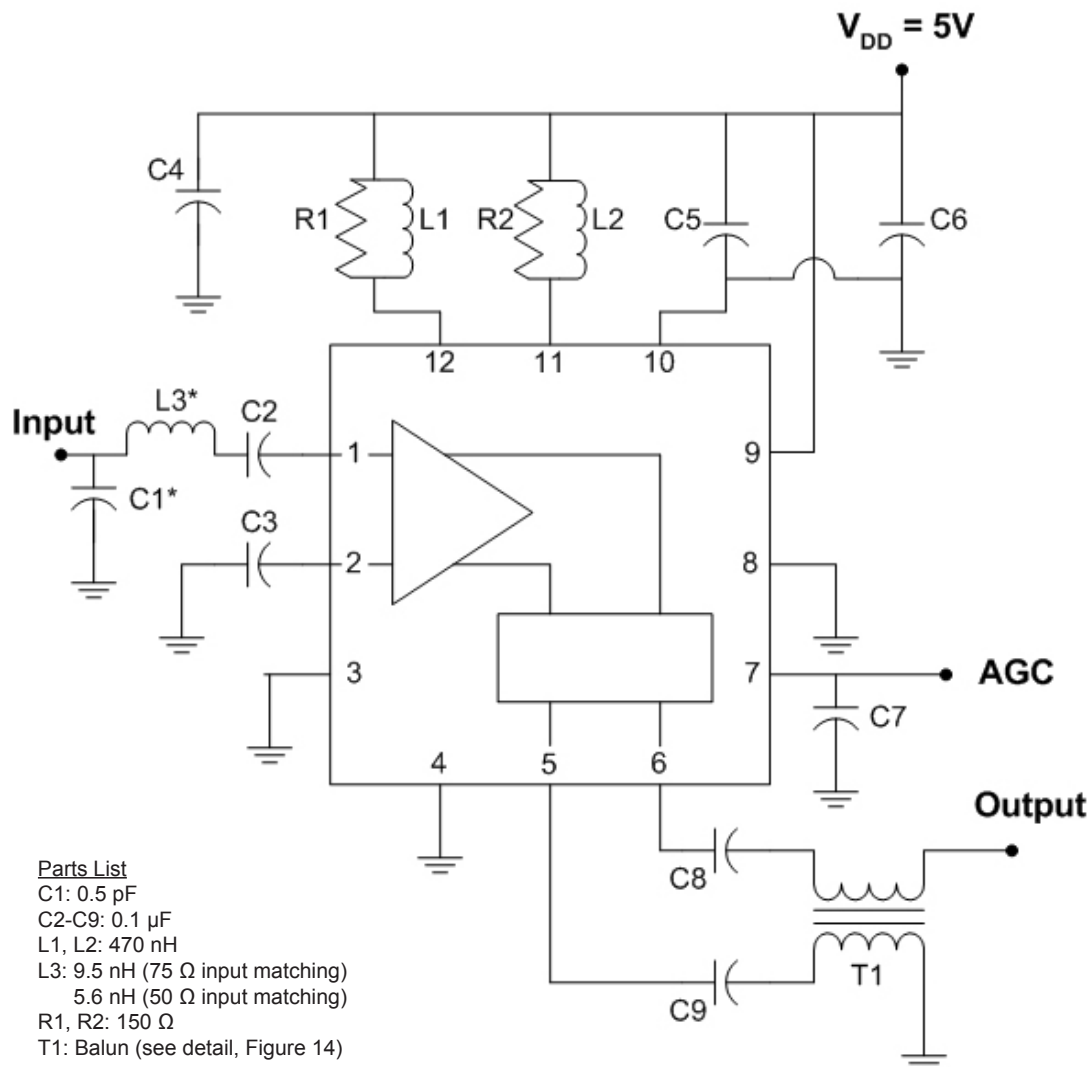 V_DD = 5V
C4
R1 L1 R2 L2 C5 C6
12 11 10
L3* C2
Input
1 9
C1*
C3
2 8
3 7 AGC
C7
4 5 6
Output
C8
T1
C9
Parts List
C1: 0.5 pF
C2-C9: 0.1 µF
L1, L2: 470 nH
L3: 9.5 nH (75 Ω input matching)
5.6 nH (50 Ω input matching)
R1, R2: 150 Ω
T1: Balun (see detail, Figure 14)